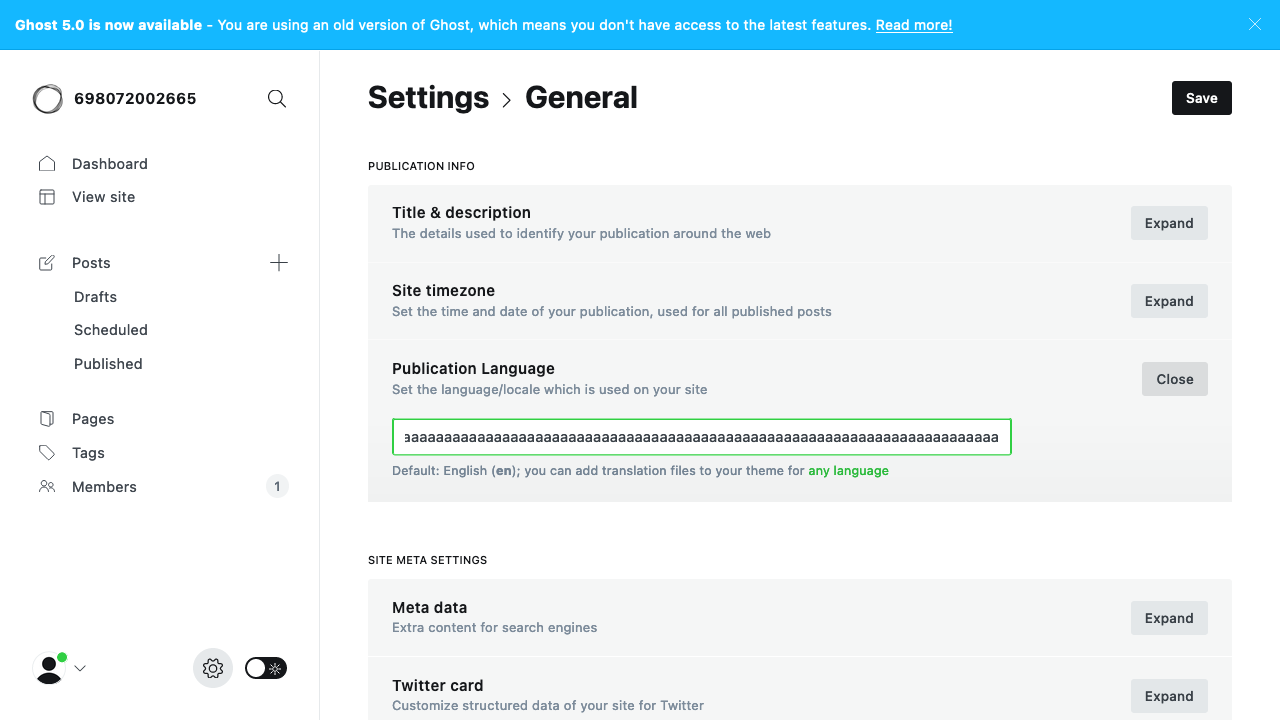 Ghost 5.0 is now available - You are using an old version of Ghost, which means you don't have access to the latest features. Read more!
698072002665
Settings > General
Save
Dashboard
View site
Posts
Drafts
Scheduled
Published
Pages
Tags
Members
1
PUBLICATION INFO
Title & description
The details used to identify your publication around the web
Expand
Site timezone
Set the time and date of your publication, used for all published posts
Expand
Publication Language
Set the language/locale which is used on your site
Close
Default: English (en); you can add translation files to your theme for any language
SITE META SETTINGS
Meta data
Extra content for search engines
Expand
Twitter card
Customize structured data of your site for Twitter
Expand